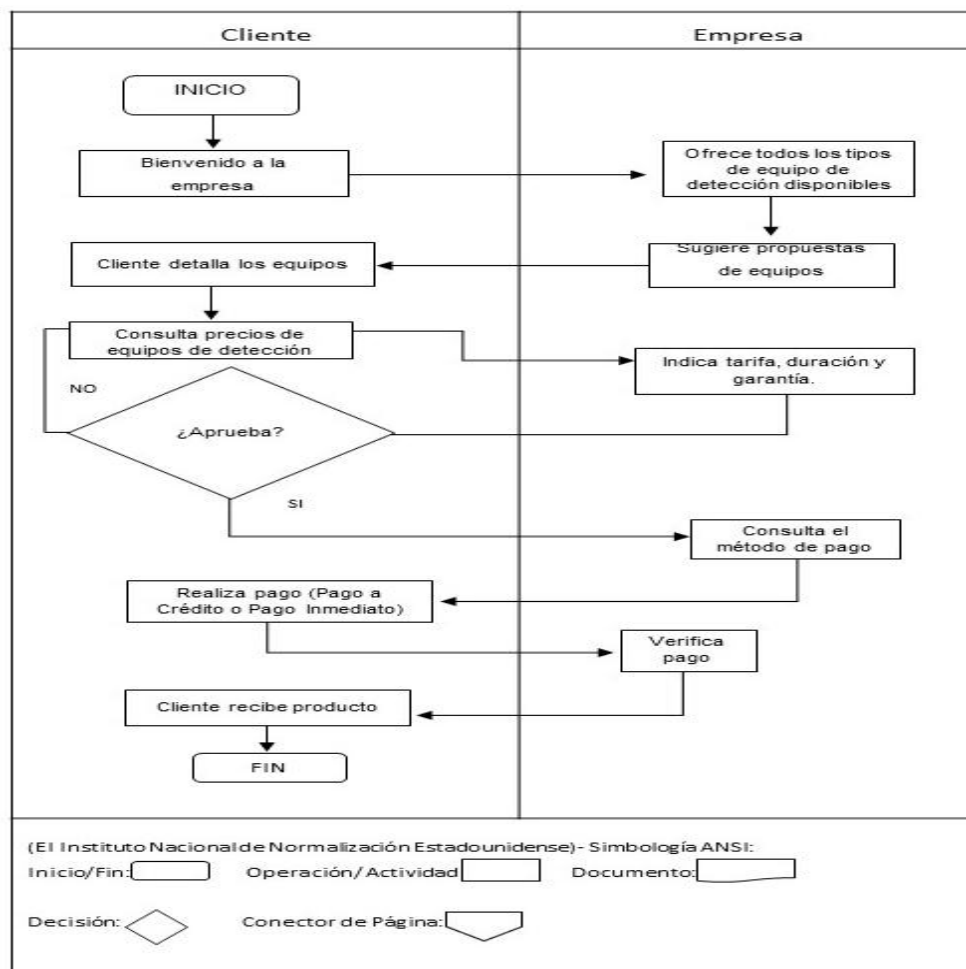 Cliente
Empresa
INICIO
Bienvenido a la
empresa
Ofrece todos los tipos
de equipo de
detección disponibles
Sugiere propuestas
de equipos
Cliente detalla los equipos
Consulta precios de
equipos de detección
Indica tarifa, duración y
garantía.
NO
¿Aprueba?
SI
Consulta el
método de pago
Realiza pago (Pago a
Crédito o Pago Inmediato)
Verifica
pago
Cliente recibe producto
FIN
(El Instituto Nacional de Normalización Estadounidense)- Simbología ANSI:
Inicio/Fin: Operación/Actividad Documento:
Decisión: Conector de Página: